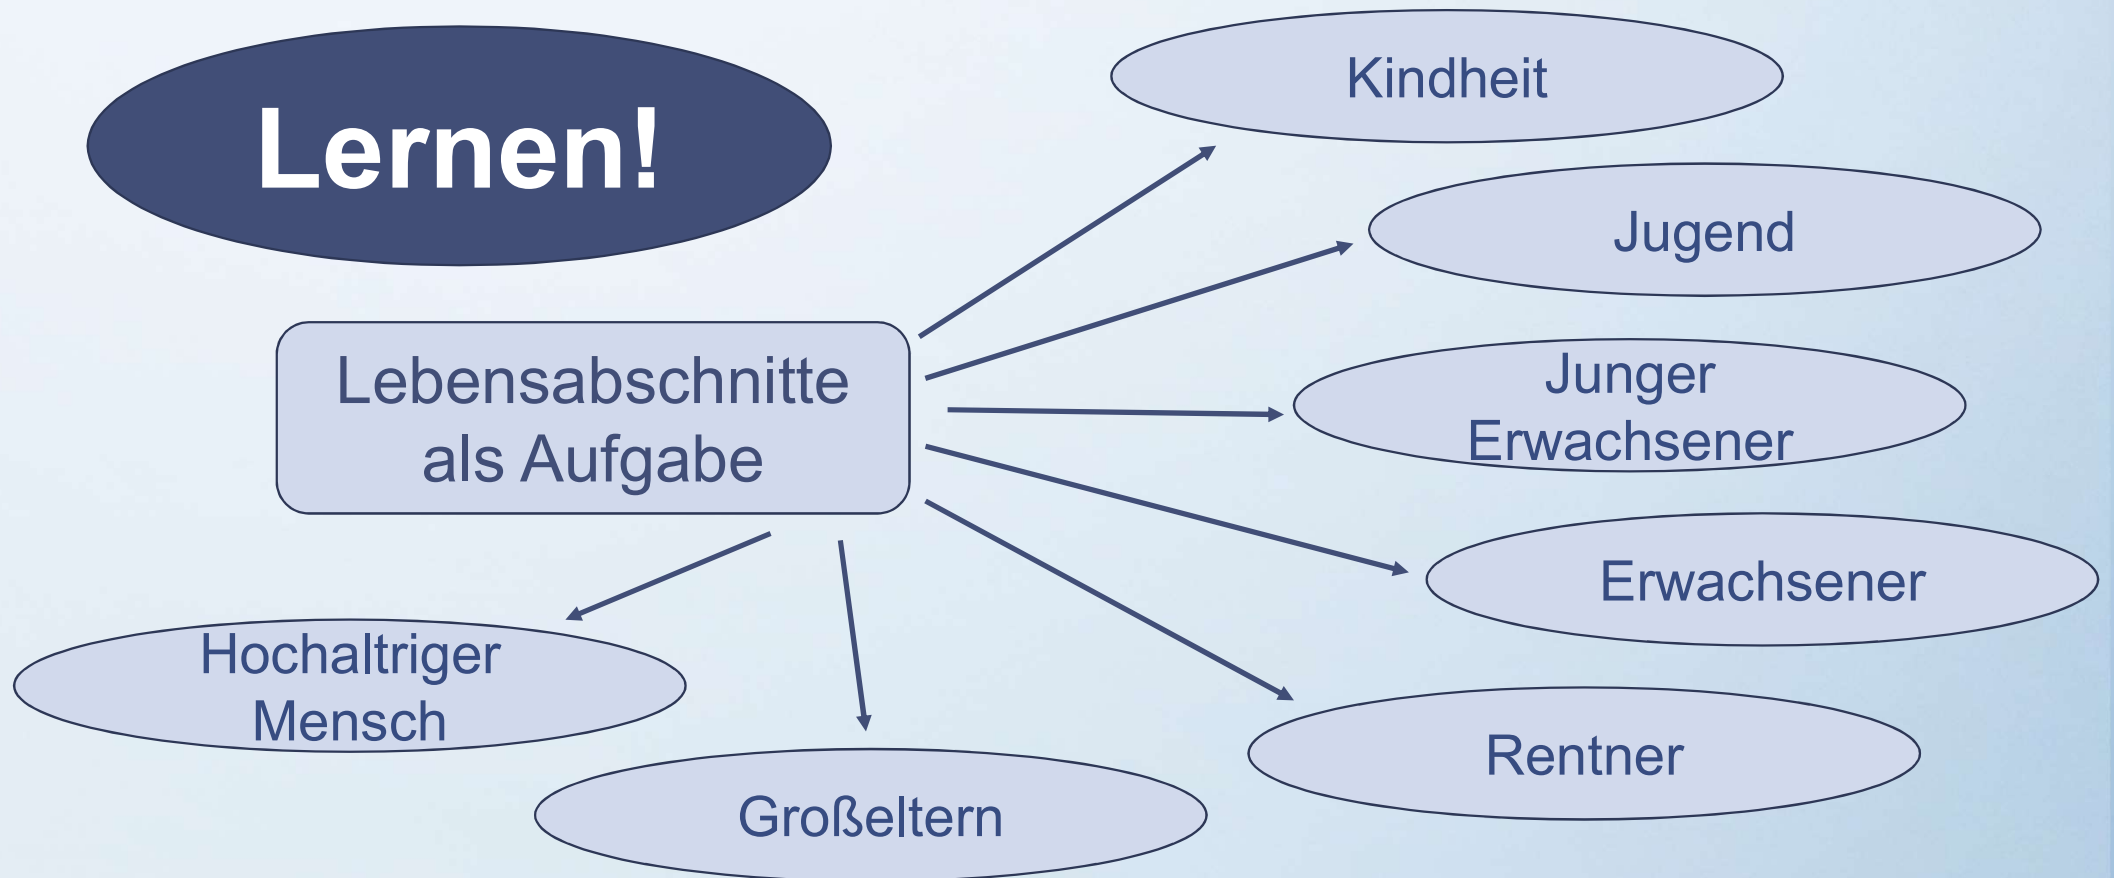 Lernen!
Kindheit
Jugend
Lebensabschnitte
als Aufgabe
Junger
Erwachsener
Erwachsener
Hochaltriger
Mensch
Rentner
Großeltern